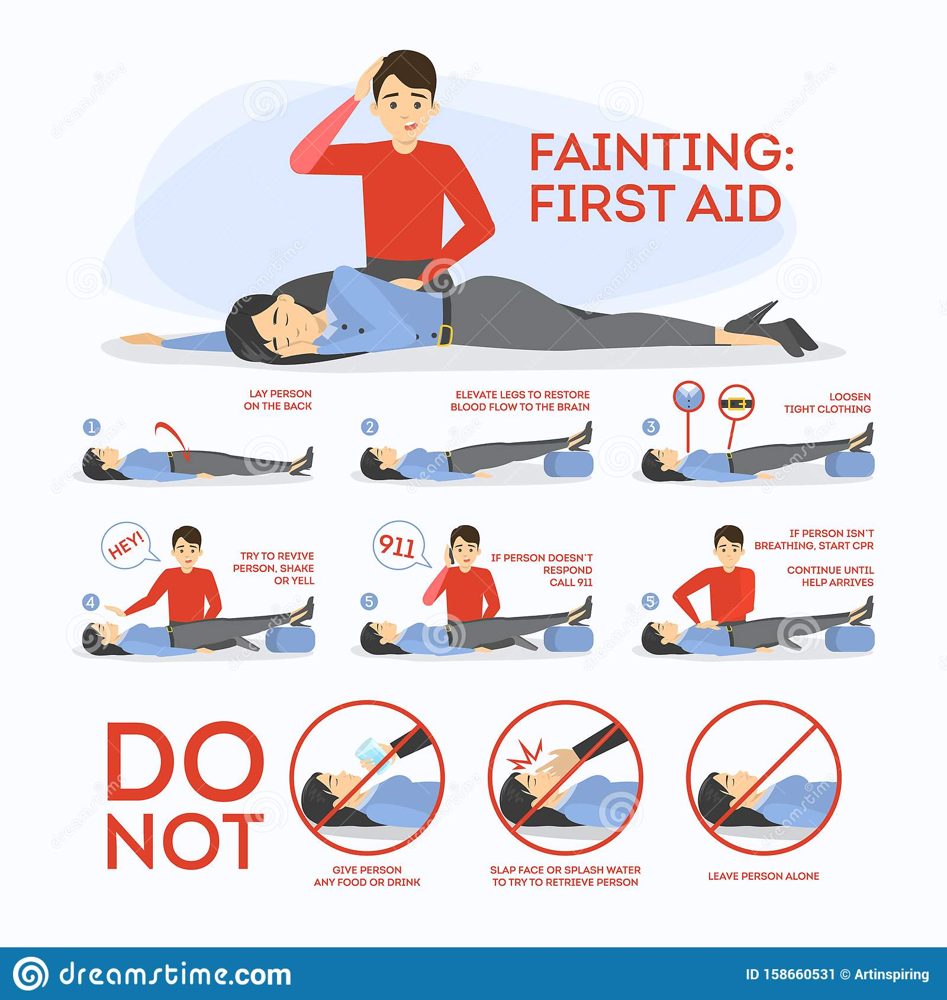 FAINTING:
FIRST AID
LAY PERSON
ON THE BACK
1
ELEVATE LEGS TO RESTORE
BLOOD FLOW TO THE BRAIN
2
LOOSEN
TIGHT CLOTHING
3
HEY!
TRY TO REVIVE
PERSON, SHAKE
OR YELL
4
911
IF PERSON DOESN`T
RESPOND
CALL 911
5
IF PERSON ISN`T
BREATHING, START CPR
CONTINUE UNTIL
HELP ARRIVES
5
DO
NOT
GIVE PERSON
ANY FOOD OR DRINK
SLAP FACE OR SPLASH WATER
TO TRY TO RETRIEVE PERSON
LEAVE PERSON ALONE
dreamstime.com
ID 158660531 © Artinspiring
dreamstime